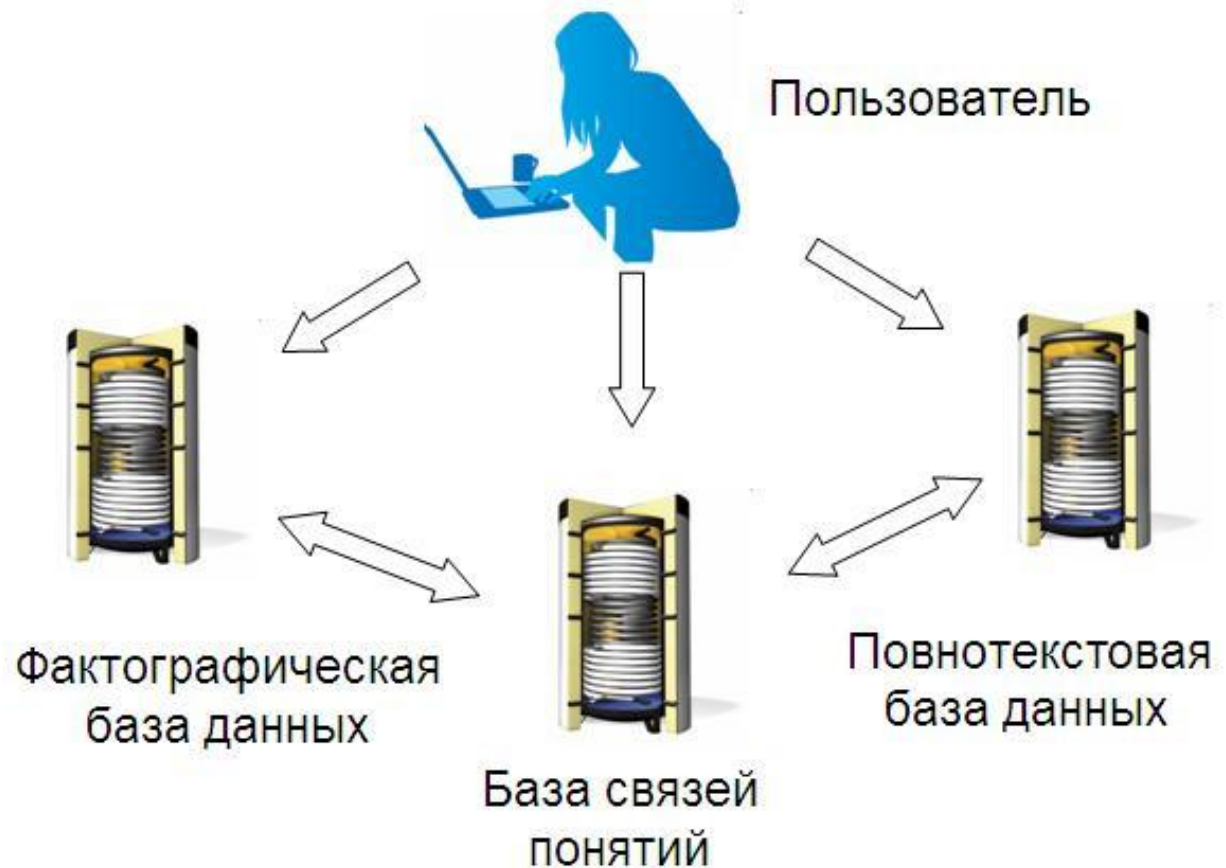 Пользователь
Фактографическая
база данных
Повнотекстовая
база данных
База связей
понятий